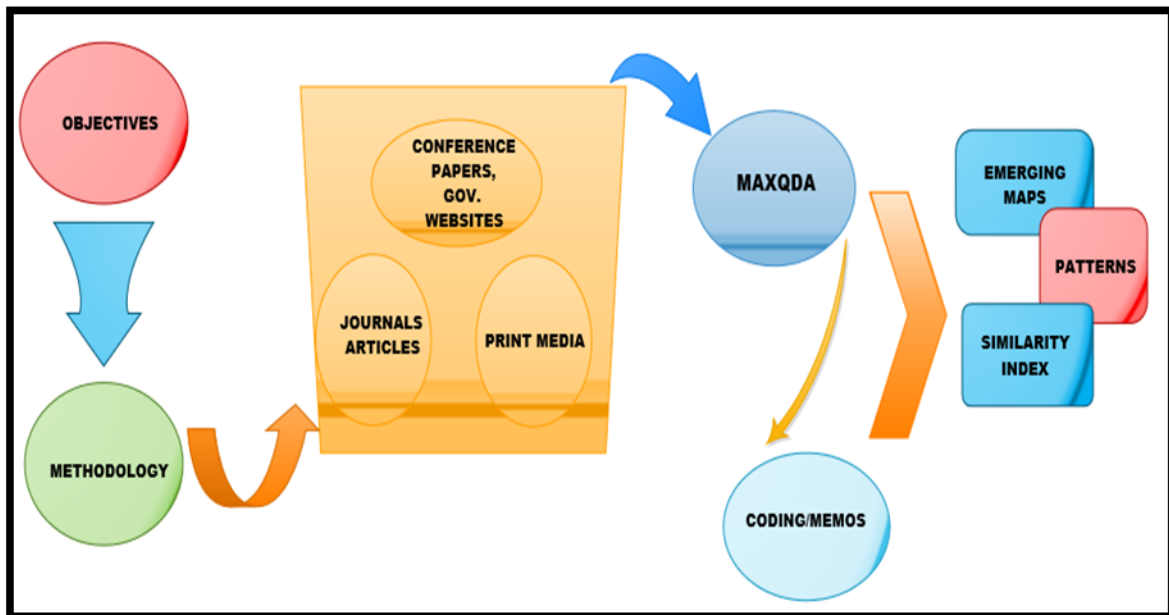 OBJECTIVES
METHODOLOGY
CONFERENCE
PAPERS,
GOV.
WEBSITES
JOURNALS
ARTICLES
PRINT MEDIA
MAXQDA
CODING/MEMOS
EMERGING
MAPS
PATTERNS
SIMILARITY
INDEX